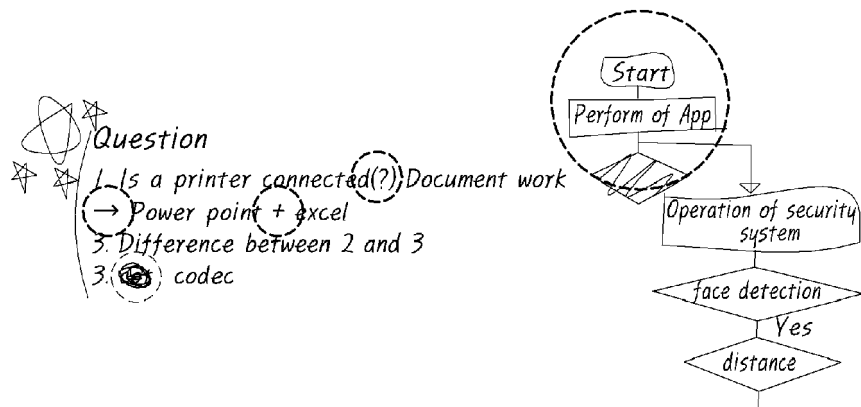 Question
1. Is a printer connected(?) Document work
→ Power point + excel
3. Difference between 2 and 3
3. codec
Start
Perform of App
Operation of security
system
face detection
Yes
distance